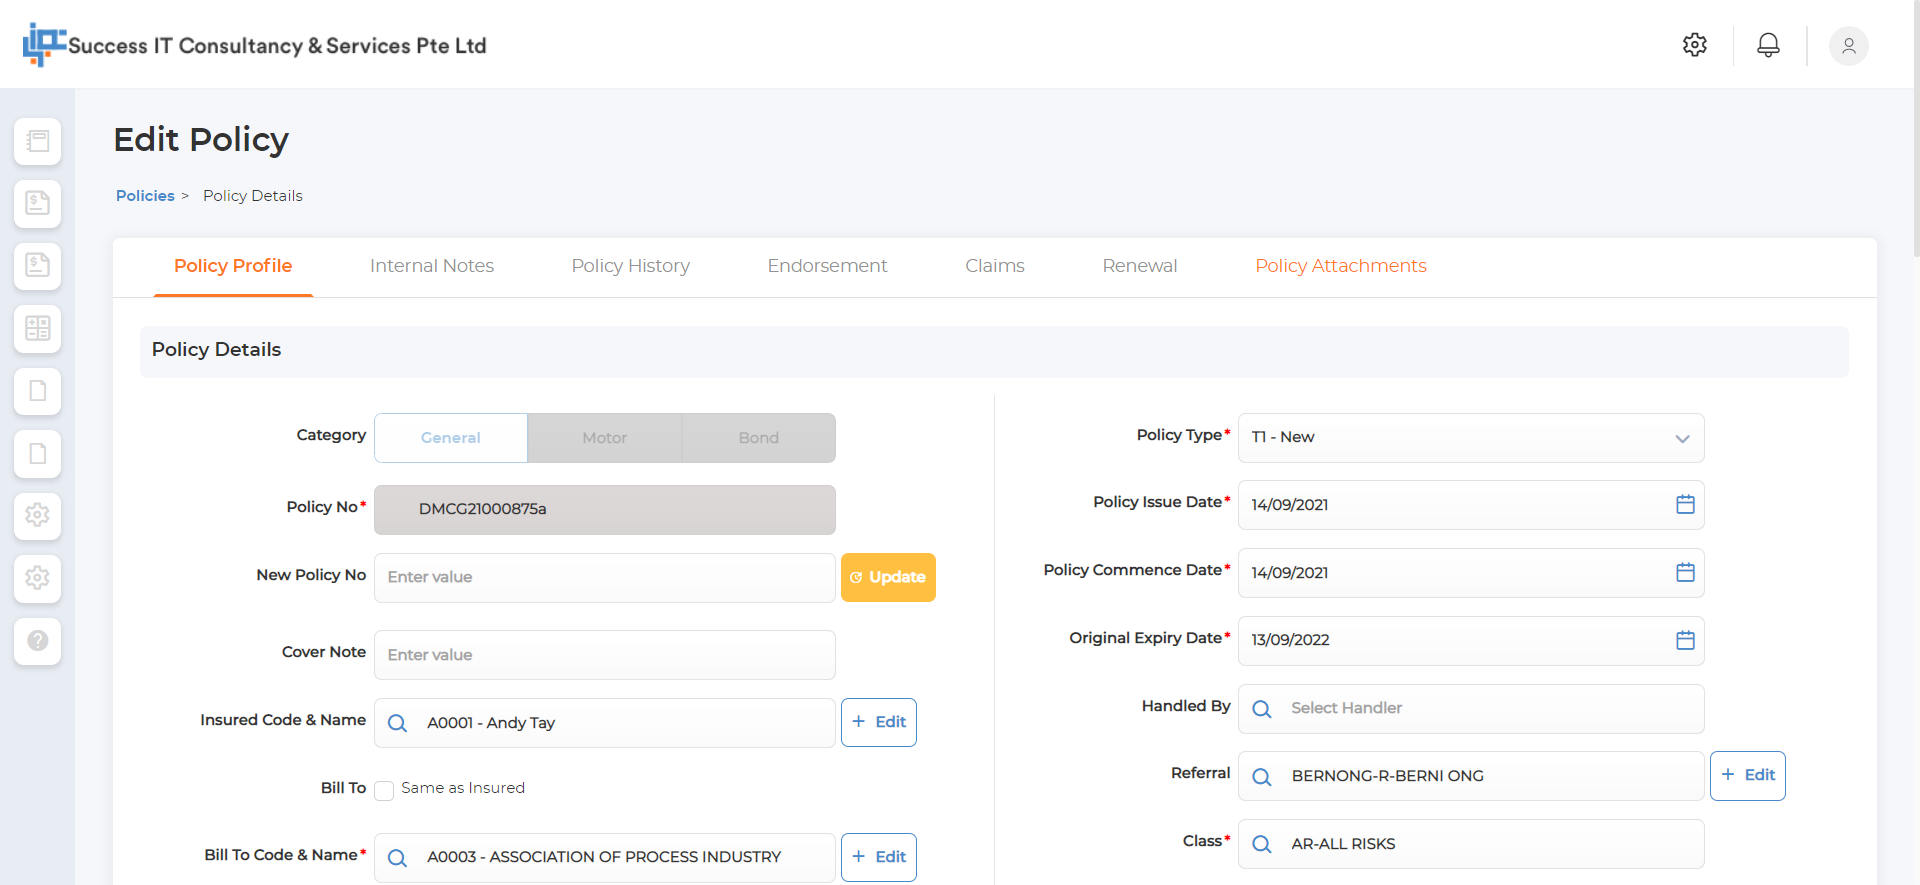 Success IT Consultancy & Services Pte Ltd
Edit Policy
Policies > Policy Details
Policy Profile Internal Notes Policy History Endorsement Claims Renewal Policy Attachments
Policy Details
Category General Motor Bond
Policy No* DMCG21000875a
New Policy No Enter value Update
Cover Note Enter value
Insured Code & Name A0001 - Andy Tay + Edit
Bill To Same as Insured
Bill To Code & Name* A0003 - ASSOCIATION OF PROCESS INDUSTRY + Edit
Policy Type* T1 - New
Policy Issue Date* 14/09/2021
Policy Commence Date* 14/09/2021
Original Expiry Date* 13/09/2022
Handled By Select Handler
Referral BERNONG-R-BERNI ONG + Edit
Class* AR-ALL RISKS